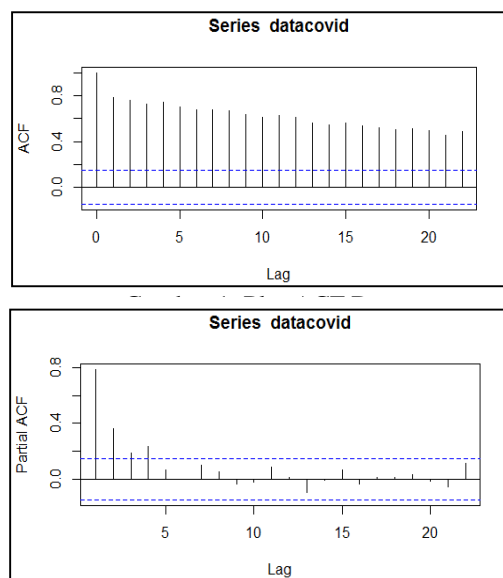 Series datacovid
0.8
0.4
0.0
ACF
0 5 10 15 20
Lag
Series datacovid
0.8
0.4
0.0
Partial ACF
5 10 15 20
Lag